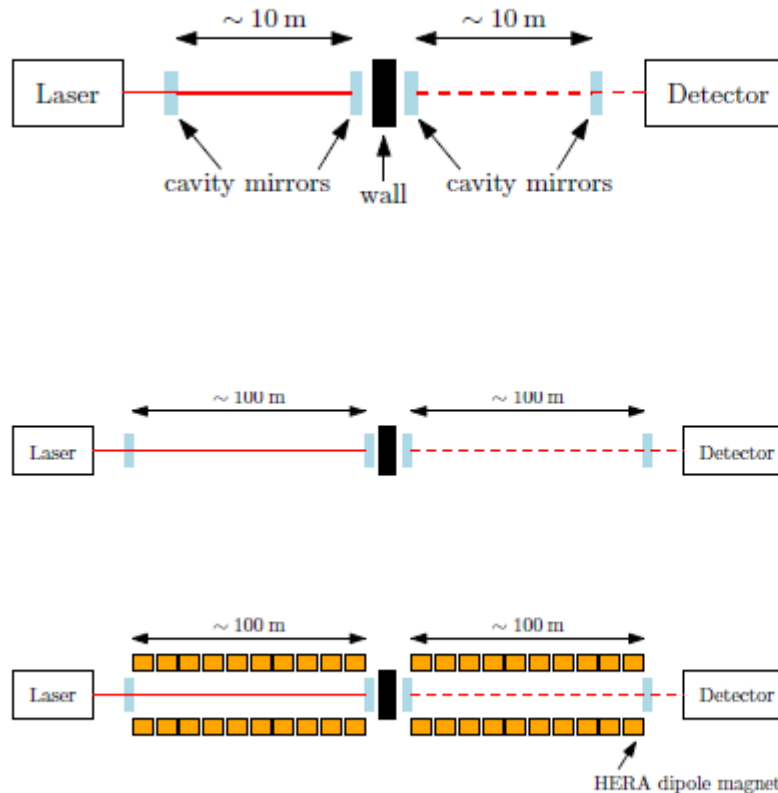 ~ 10 m ~ 10 m
Laser Detector
cavity mirrors cavity mirrors
wall
~ 100 m ~ 100 m
Laser Detector
~ 100 m ~ 100 m
Laser Detector
HERA dipole magnet